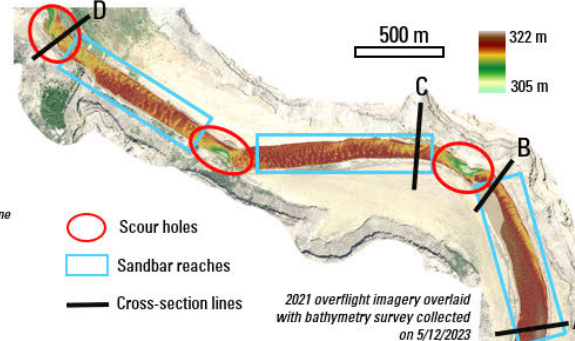 D
500 m
322 m
305 m
C
B
ne
Scour holes
Sandbar reaches
Cross-section lines
2021 overflight imagery overlaid
with bathymetry survey collected
on 5/12/2023